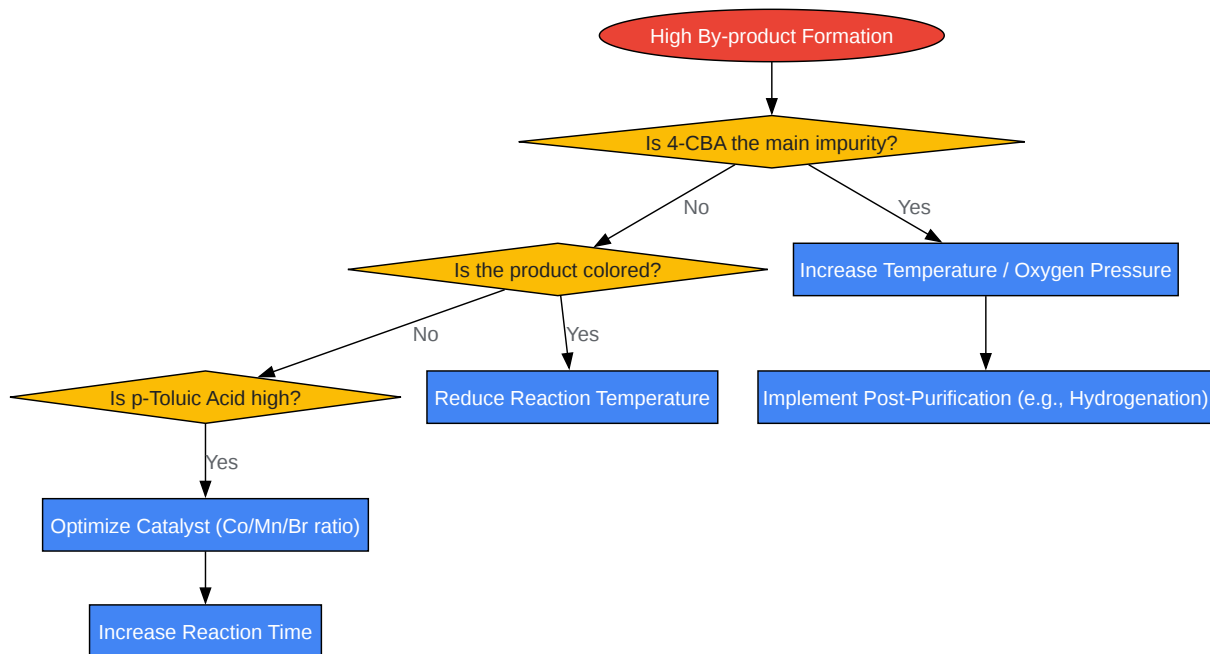 High By-product Formation
Is 4-CBA the main impurity?
No
Yes
Is the product colored?
Increase Temperature / Oxygen Pressure
No
Yes
Is p-Toluic Acid high?
Reduce Reaction Temperature
Implement Post-Purification (e.g., Hydrogenation)
Yes
Optimize Catalyst (Co/Mn/Br ratio)
Increase Reaction Time